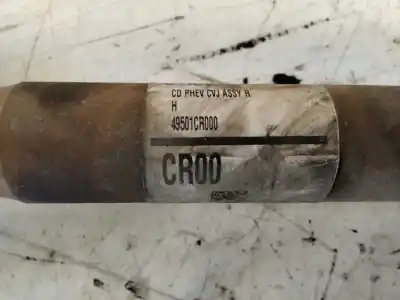 CD PHEV CVJ ASSY R
H
49501CR000
CR00